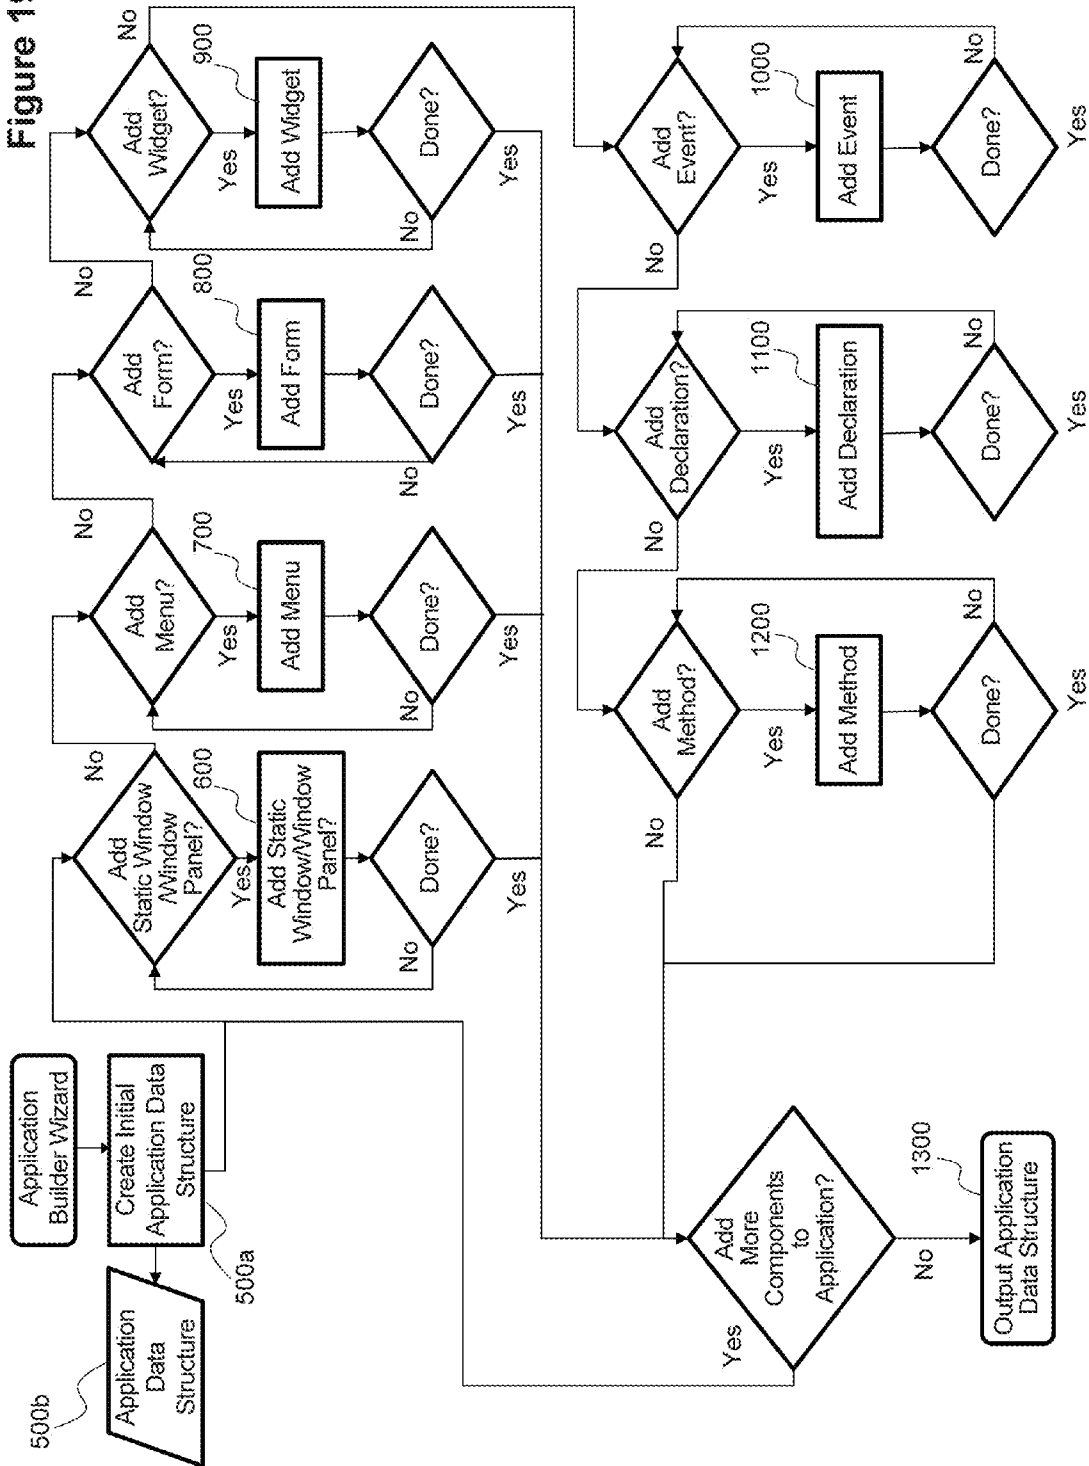 Figure 1
Application
Builder Wizard
500b
Application
Data
Structure
Create Initial
Application Data
Structure
500a
Add
Static Window
/Window
Panel?
No
Yes
600
Add Static
Window/Window
Panel?
Done?
No
Yes
Add
Menu?
No
Yes
700
Add Menu
Done?
No
Yes
Add
Form?
No
Yes
800
Add Form
Done?
No
Yes
Add
Widget?
No
Yes
900
Add Widget
Done?
No
Yes
Add
More
Components
to
Application?
Yes
No
1300
Output Application
Data Structure
Add
Method?
No
Yes
1200
Add Method
Done?
No
Yes
Add
Declaration?
No
Yes
1100
Add Declaration
Done?
No
Yes
Add
Event?
No
Yes
1000
Add Event
Done?
No
Yes